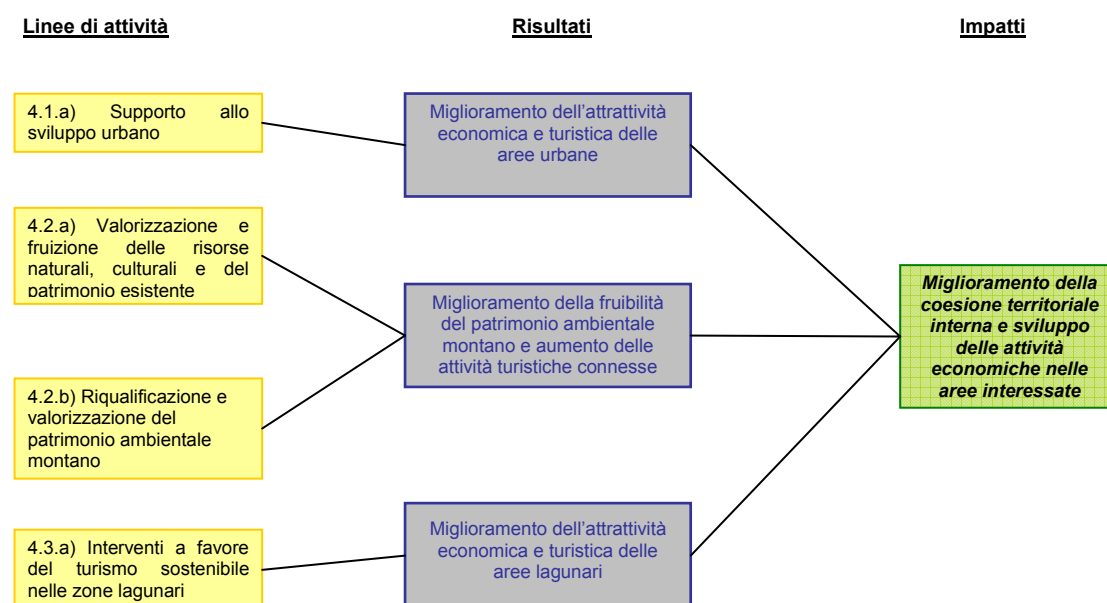 Linee di attività
Risultati
Impatti
4.1.a) Supporto allo
sviluppo urbano
4.2.a) Valorizzazione e
fruizione delle risorse
naturali, culturali e del
patrimonio esistente
4.2.b) Riqualificazione e
valorizzazione del
patrimonio ambientale
montano
4.3.a) Interventi a favore
del turismo sostenibile
nelle zone lagunari
Miglioramento dell'attrattività
economica e turistica delle
aree urbane
Miglioramento della fruibilità
del patrimonio ambientale
montano e aumento delle
attività turistiche connesse
Miglioramento dell'attrattività
economica e turistica delle
aree lagunari
Miglioramento della
coesione territoriale
interna e sviluppo
delle attività
economiche nelle
aree interessate